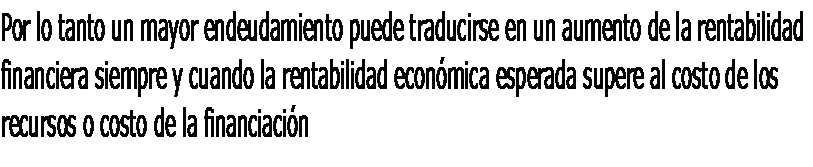 Por lo tanto un mayor endeudamiento puede traducirse en un aumento de la rentabilidad
financiera siempre y cuando la rentabilidad económica esperada supere al costo de los
recursos o costo de la financiación